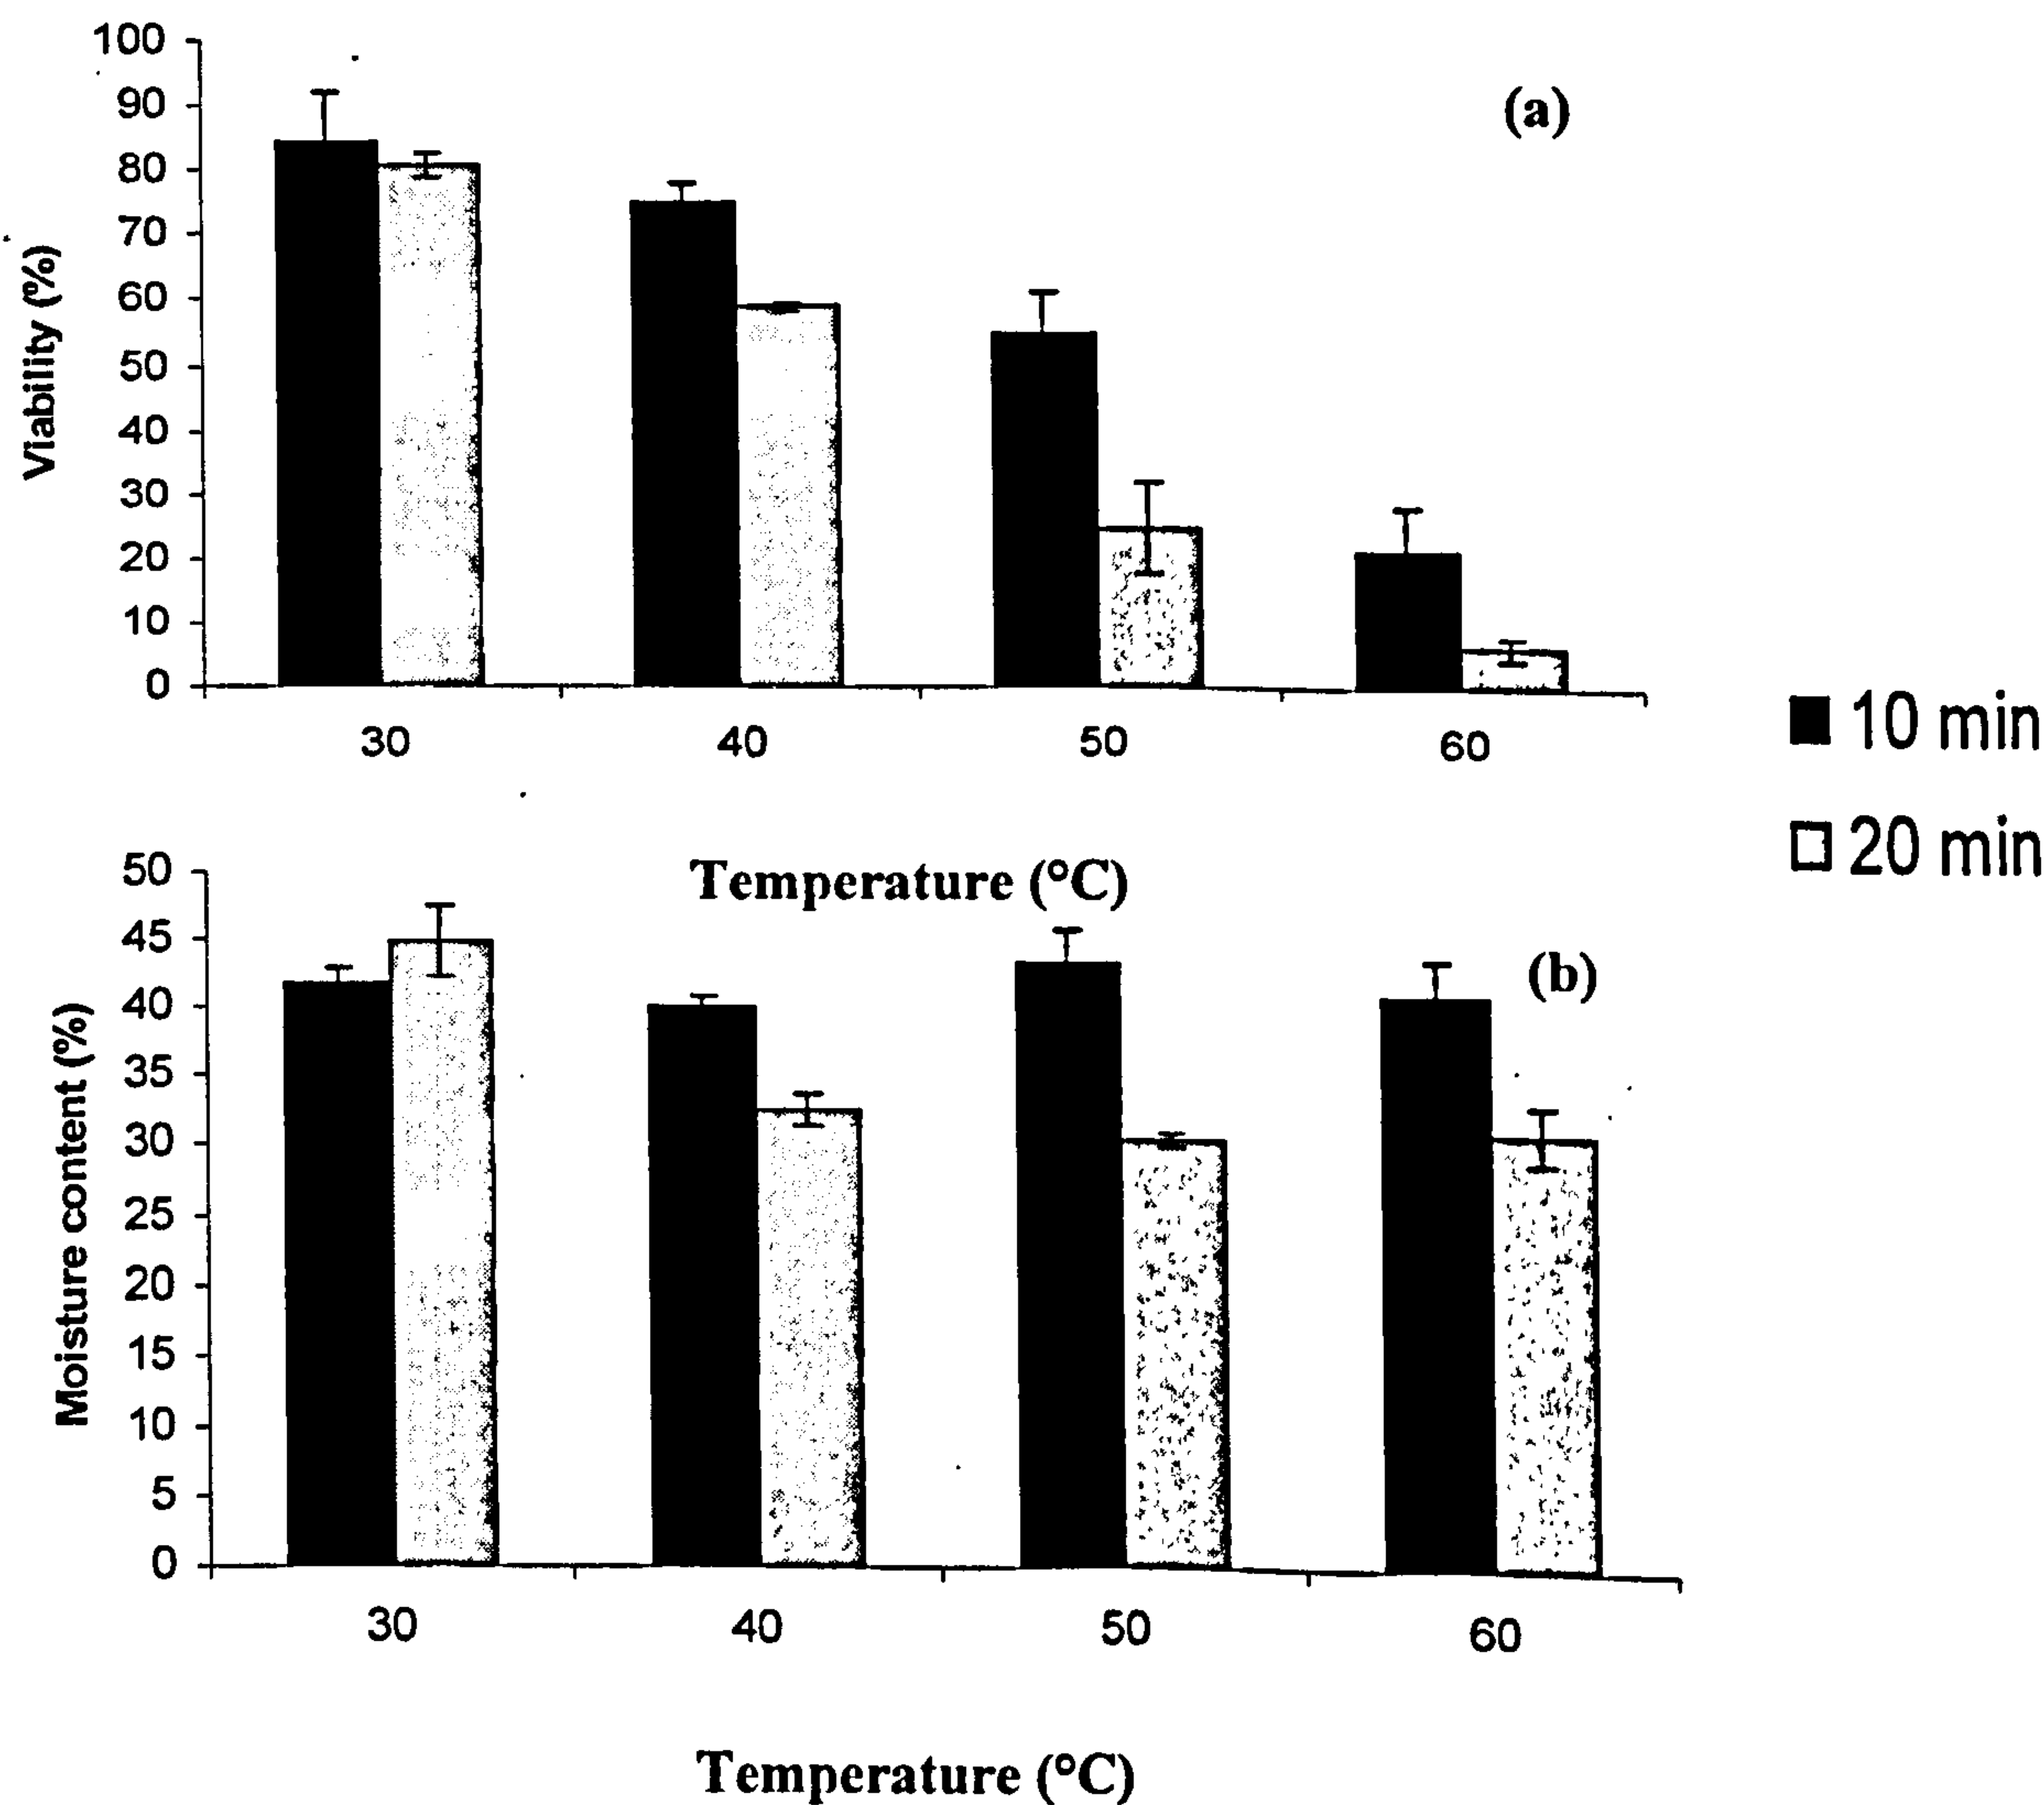 100
90
80
70
60
50
40
30
20
10
0
Viability (%)
(a)
30 40 50 60
Temperature (°C)
10 min
20 min
50
45
40
35
30
25
20
15
10
5
0
Moisture content (%)
(b)
30 40 50 60
Temperature (°C)